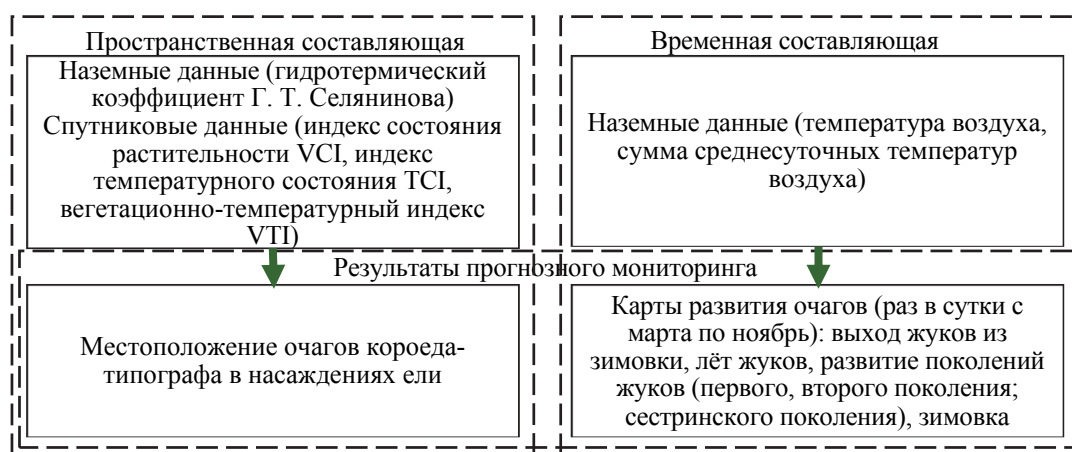 Пространственная составляющая
Наземные данные (гидротермический
коэффициент Г. Т. Селянинова)
Спутниковые данные (индекс состояния
растительности VCI, индекс
температурного состояния TCI,
вегетационно-температурный индекс
VTI)
Временная составляющая
Наземные данные (температура воздуха,
сумма среднесуточных температур
воздуха)
Результаты прогнозного мониторинга
Местоположение очагов короеда-
типографа в насаждениях ели
Карты развития очагов (раз в сутки с
марта по ноябрь): выход жуков из
зимовки, лёт жуков, развитие поколений
жуков (первого, второго поколения;
сестринского поколения), зимовка